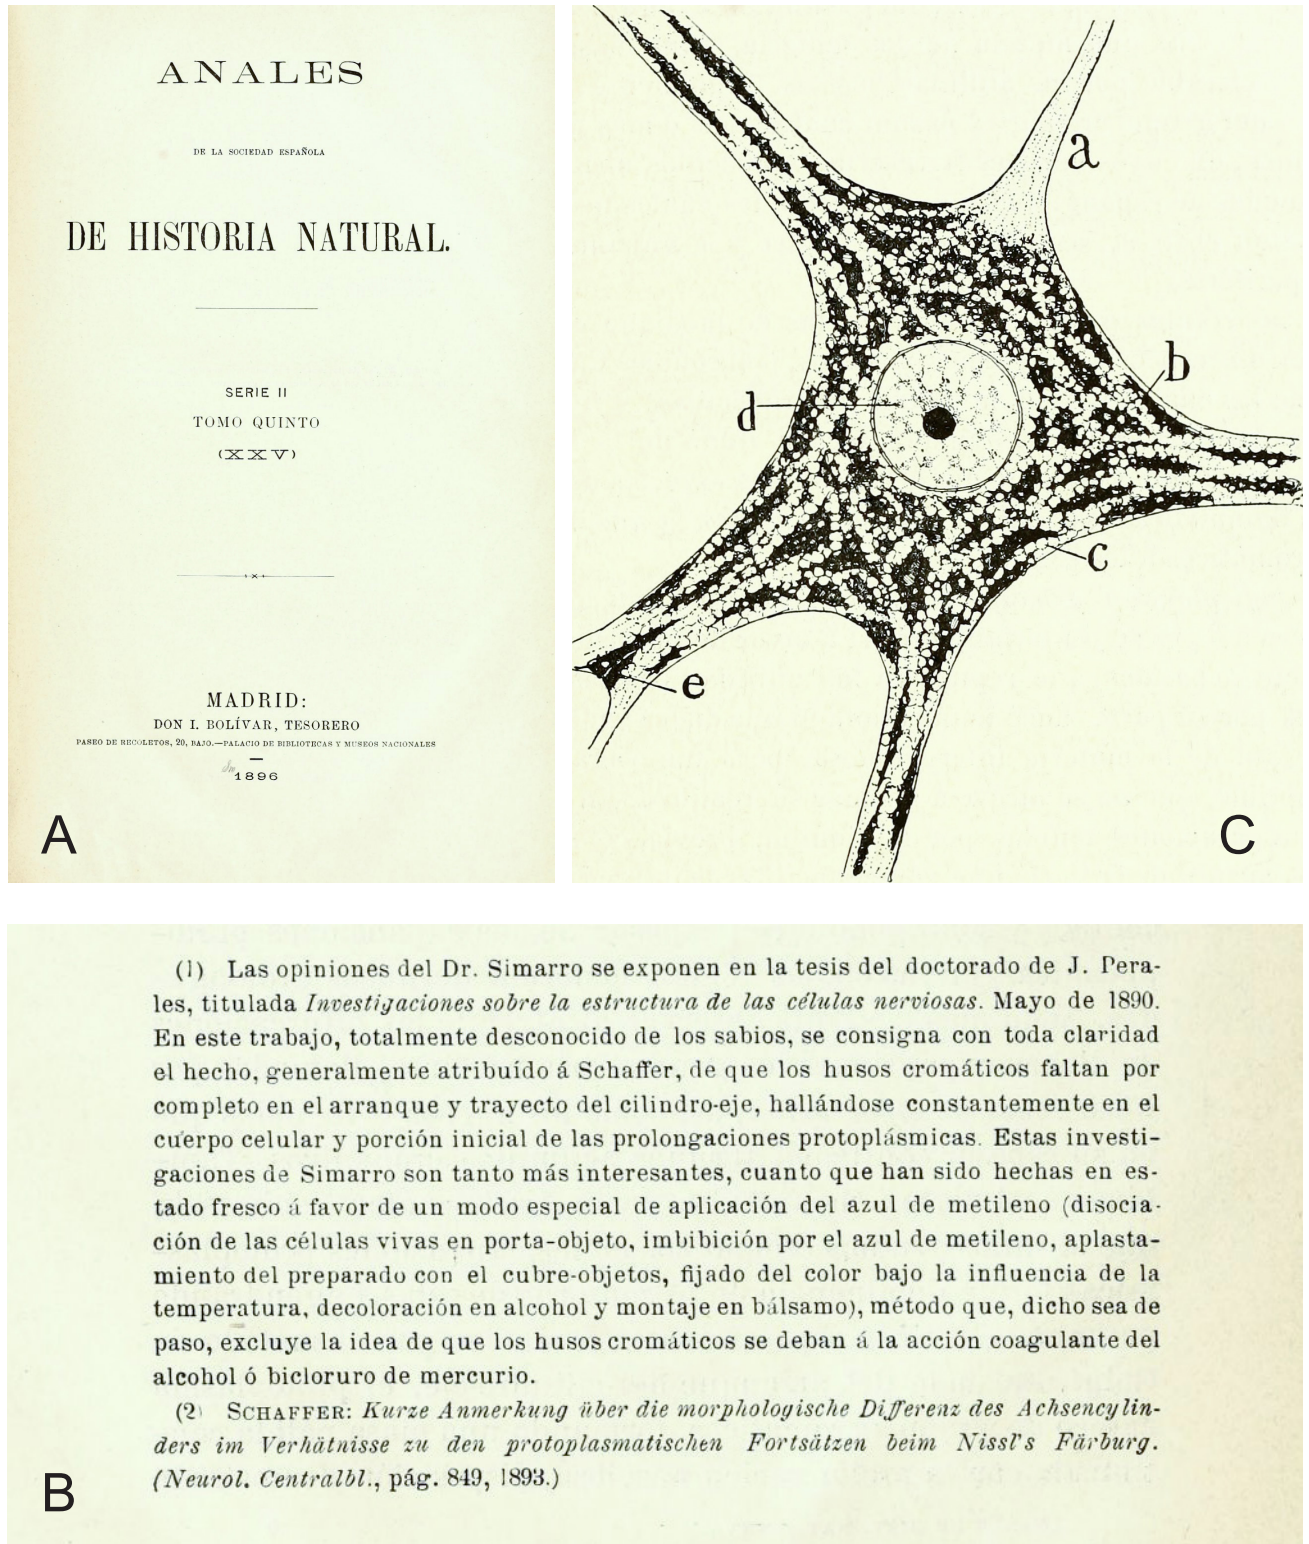 ANALES
DE LA SOCIEDAD ESPAÑOLA
DE HISTORIA NATURAL.
SERIE II
TOMO QUINTO
(XXV)
MADRID:
DON I. BOLÍVAR, TESORERO
PASEO DE RECOLETOS, 20, BAJO.—PALACIO DE BIBLIOTECAS Y MUSEOS NACIONALES
1896
A
a
b
d
c
e
C
(1) Las opiniones del Dr. Simarro se exponen en la tesis del doctorado de J. Pera-
les, titulada Investigaciones sobre la estructura de las células nerviosas. Mayo de 1890.
En este trabajo, totalmente desconocido de los sabios, se consigna con toda claridad
el hecho, generalmente atribuído á Schaffer, de que los husos cromáticos faltan por
completo en el arranque y trayecto del cilindro-eje, hallándose constantemente en el
cuerpo celular y porción inicial de las prolongaciones protoplásmicas. Estas investi-
gaciones de Simarro son tanto más interesantes, cuanto que han sido hechas en es-
tado fresco á favor de un modo especial de aplicación del azul de metileno (disocia-
ción de las células vivas en porta-objeto, imbibición por el azul de metileno, aplasta-
miento del preparado con el cubre-objetos, fijado del color bajo la influencia de la
temperatura, decoloración en alcohol y montaje en bálsamo), método que, dicho sea de
paso, excluye la idea de que los husos cromáticos se deban á la acción coagulante del
alcohol ó bicloruro de mercurio.
(2) SCHAFFER: Kurze Anmerkung über die morphologische Differenz des Achsencylin-
ders im Verhätnisse zu den protoplasmatischen Fortsätzen beim Nissl's Färburg.
(Neurol. Centralbl., pág. 849, 1893.)
B